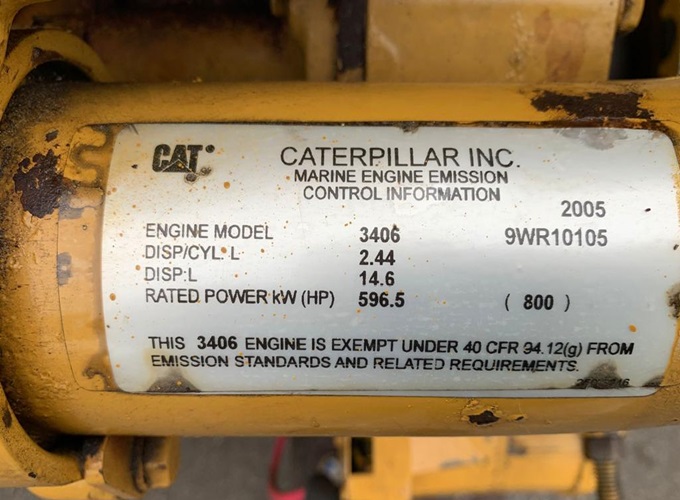 CAT
CATERPILLAR INC.
MARINE ENGINE EMISSION
CONTROL INFORMATION
2005
ENGINE MODEL 3406 9WR10105
DISP/CYL: L 2.44
DISP:L 14.6
RATED POWER kW (HP) 596.5 ( 800 )
THIS 3406 ENGINE IS EXEMPT UNDER 40 CFR 94.12(g) FROM
EMISSION STANDARDS AND RELATED REQUIREMENTS.